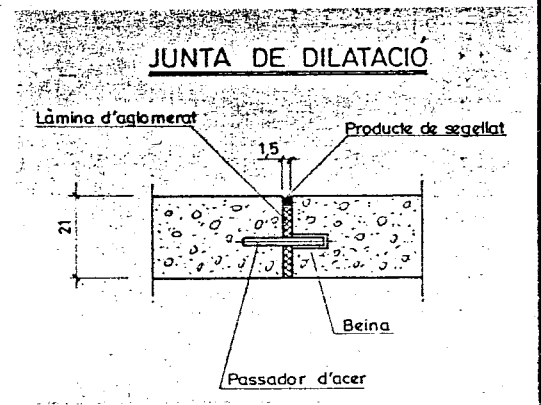 JUNTA DE DILATACIÓ
Làmina d'aglomerat
Producte de segellat
1,5
21
Beina
Passador d'acer